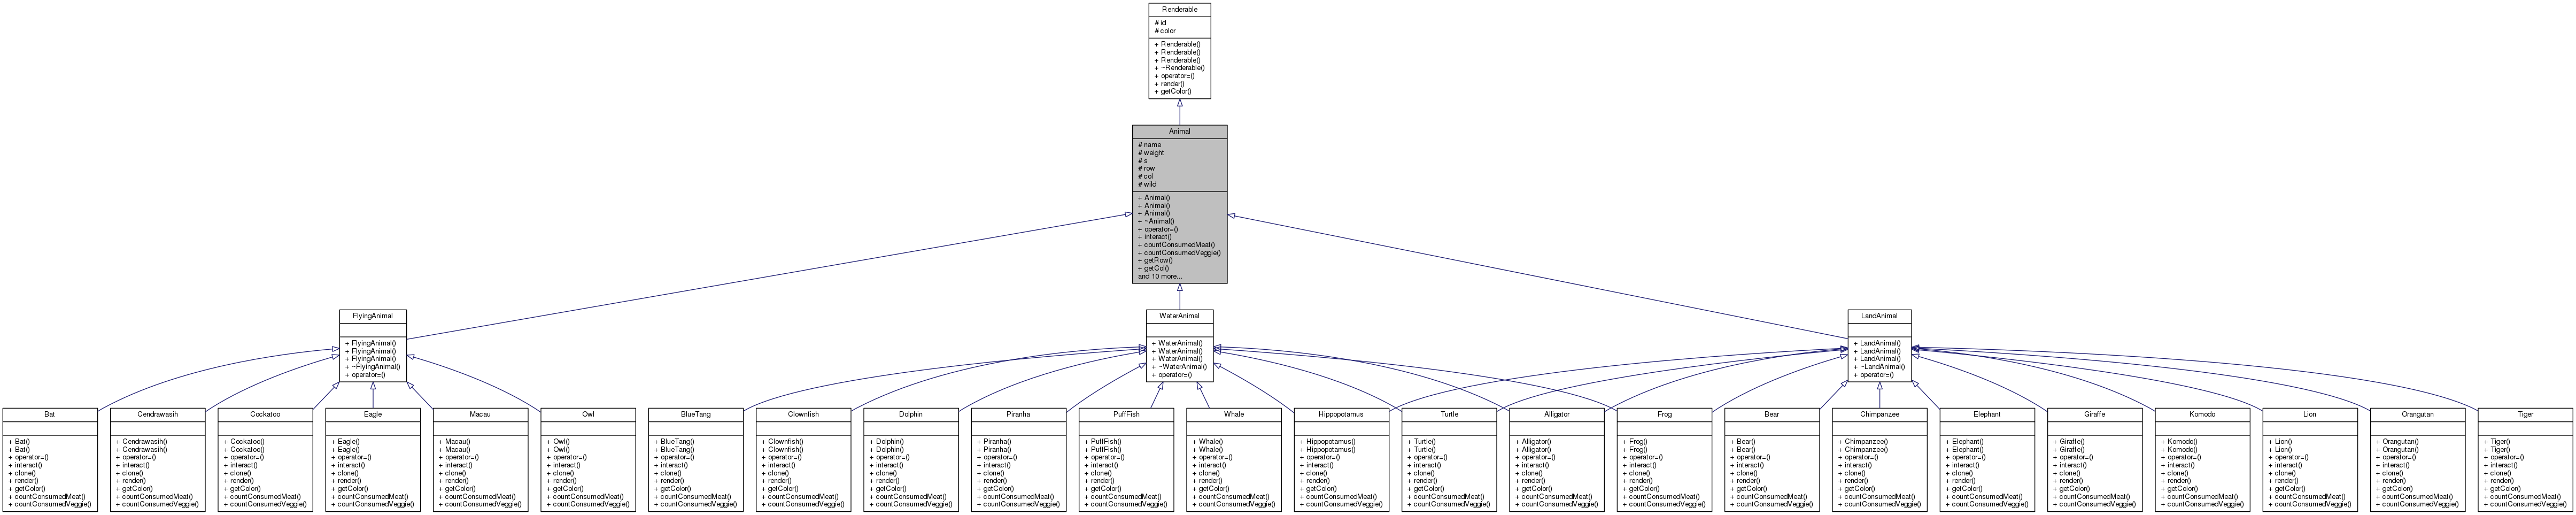 Renderable
# id
# color
+ Renderable()
+ Renderable()
+ Renderable()
+ ~Renderable()
+ operator=()
+ render()
+ getColor()
Animal
# name
# weight
# s
# row
# col
# wild
+ Animal()
+ Animal()
+ Animal()
+ ~Animal()
+ operator=()
+ interact()
+ countConsumedMeat()
+ countConsumedVeggie()
+ getRow()
+ getCol()
and 10 more...
FlyingAnimal
+ FlyingAnimal()
+ FlyingAnimal()
+ FlyingAnimal()
+ ~FlyingAnimal()
+ operator=()
WaterAnimal
+ WaterAnimal()
+ WaterAnimal()
+ WaterAnimal()
+ ~WaterAnimal()
+ operator=()
LandAnimal
+ LandAnimal()
+ LandAnimal()
+ LandAnimal()
+ ~LandAnimal()
+ operator=()
Bat
+ Bat()
+ Bat()
+ operator=()
+ interact()
+ clone()
+ render()
+ getColor()
+ countConsumedMeat()
+ countConsumedVeggie()
Cendrawasih
+ Cendrawasih()
+ Cendrawasih()
+ operator=()
+ interact()
+ clone()
+ render()
+ getColor()
+ countConsumedMeat()
+ countConsumedVeggie()
Cockatoo
+ Cockatoo()
+ Cockatoo()
+ operator=()
+ interact()
+ clone()
+ render()
+ getColor()
+ countConsumedMeat()
+ countConsumedVeggie()
Eagle
+ Eagle()
+ Eagle()
+ operator=()
+ interact()
+ clone()
+ render()
+ getColor()
+ countConsumedMeat()
+ countConsumedVeggie()
Macau
+ Macau()
+ Macau()
+ operator=()
+ interact()
+ clone()
+ render()
+ getColor()
+ countConsumedMeat()
+ countConsumedVeggie()
Owl
+ Owl()
+ Owl()
+ operator=()
+ interact()
+ clone()
+ render()
+ getColor()
+ countConsumedMeat()
+ countConsumedVeggie()
BlueTang
+ BlueTang()
+ BlueTang()
+ operator=()
+ interact()
+ clone()
+ render()
+ getColor()
+ countConsumedMeat()
+ countConsumedVeggie()
Clownfish
+ Clownfish()
+ Clownfish()
+ operator=()
+ interact()
+ clone()
+ render()
+ getColor()
+ countConsumedMeat()
+ countConsumedVeggie()
Dolphin
+ Dolphin()
+ Dolphin()
+ operator=()
+ interact()
+ clone()
+ render()
+ getColor()
+ countConsumedMeat()
+ countConsumedVeggie()
Piranha
+ Piranha()
+ Piranha()
+ operator=()
+ interact()
+ clone()
+ render()
+ getColor()
+ countConsumedMeat()
+ countConsumedVeggie()
PuffFish
+ PuffFish()
+ PuffFish()
+ operator=()
+ interact()
+ clone()
+ render()
+ getColor()
+ countConsumedMeat()
+ countConsumedVeggie()
Whale
+ Whale()
+ Whale()
+ operator=()
+ interact()
+ clone()
+ render()
+ getColor()
+ countConsumedMeat()
+ countConsumedVeggie()
Hippopotamus
+ Hippopotamus()
+ Hippopotamus()
+ operator=()
+ interact()
+ clone()
+ render()
+ getColor()
+ countConsumedMeat()
+ countConsumedVeggie()
Turtle
+ Turtle()
+ Turtle()
+ operator=()
+ interact()
+ clone()
+ render()
+ getColor()
+ countConsumedMeat()
+ countConsumedVeggie()
Alligator
+ Alligator()
+ Alligator()
+ operator=()
+ interact()
+ clone()
+ render()
+ getColor()
+ countConsumedMeat()
+ countConsumedVeggie()
Frog
+ Frog()
+ Frog()
+ operator=()
+ interact()
+ clone()
+ render()
+ getColor()
+ countConsumedMeat()
+ countConsumedVeggie()
Bear
+ Bear()
+ Bear()
+ operator=()
+ interact()
+ clone()
+ render()
+ getColor()
+ countConsumedMeat()
+ countConsumedVeggie()
Chimpanzee
+ Chimpanzee()
+ Chimpanzee()
+ operator=()
+ interact()
+ clone()
+ render()
+ getColor()
+ countConsumedMeat()
+ countConsumedVeggie()
Elephant
+ Elephant()
+ Elephant()
+ operator=()
+ interact()
+ clone()
+ render()
+ getColor()
+ countConsumedMeat()
+ countConsumedVeggie()
Giraffe
+ Giraffe()
+ Giraffe()
+ operator=()
+ interact()
+ clone()
+ render()
+ getColor()
+ countConsumedMeat()
+ countConsumedVeggie()
Komodo
+ Komodo()
+ Komodo()
+ operator=()
+ interact()
+ clone()
+ render()
+ getColor()
+ countConsumedMeat()
+ countConsumedVeggie()
Lion
+ Lion()
+ Lion()
+ operator=()
+ interact()
+ clone()
+ render()
+ getColor()
+ countConsumedMeat()
+ countConsumedVeggie()
Orangutan
+ Orangutan()
+ Orangutan()
+ operator=()
+ interact()
+ clone()
+ render()
+ getColor()
+ countConsumedMeat()
+ countConsumedVeggie()
Tiger
+ Tiger()
+ Tiger()
+ operator=()
+ interact()
+ clone()
+ render()
+ getColor()
+ countConsumedMeat()
+ countConsumedVeggie()